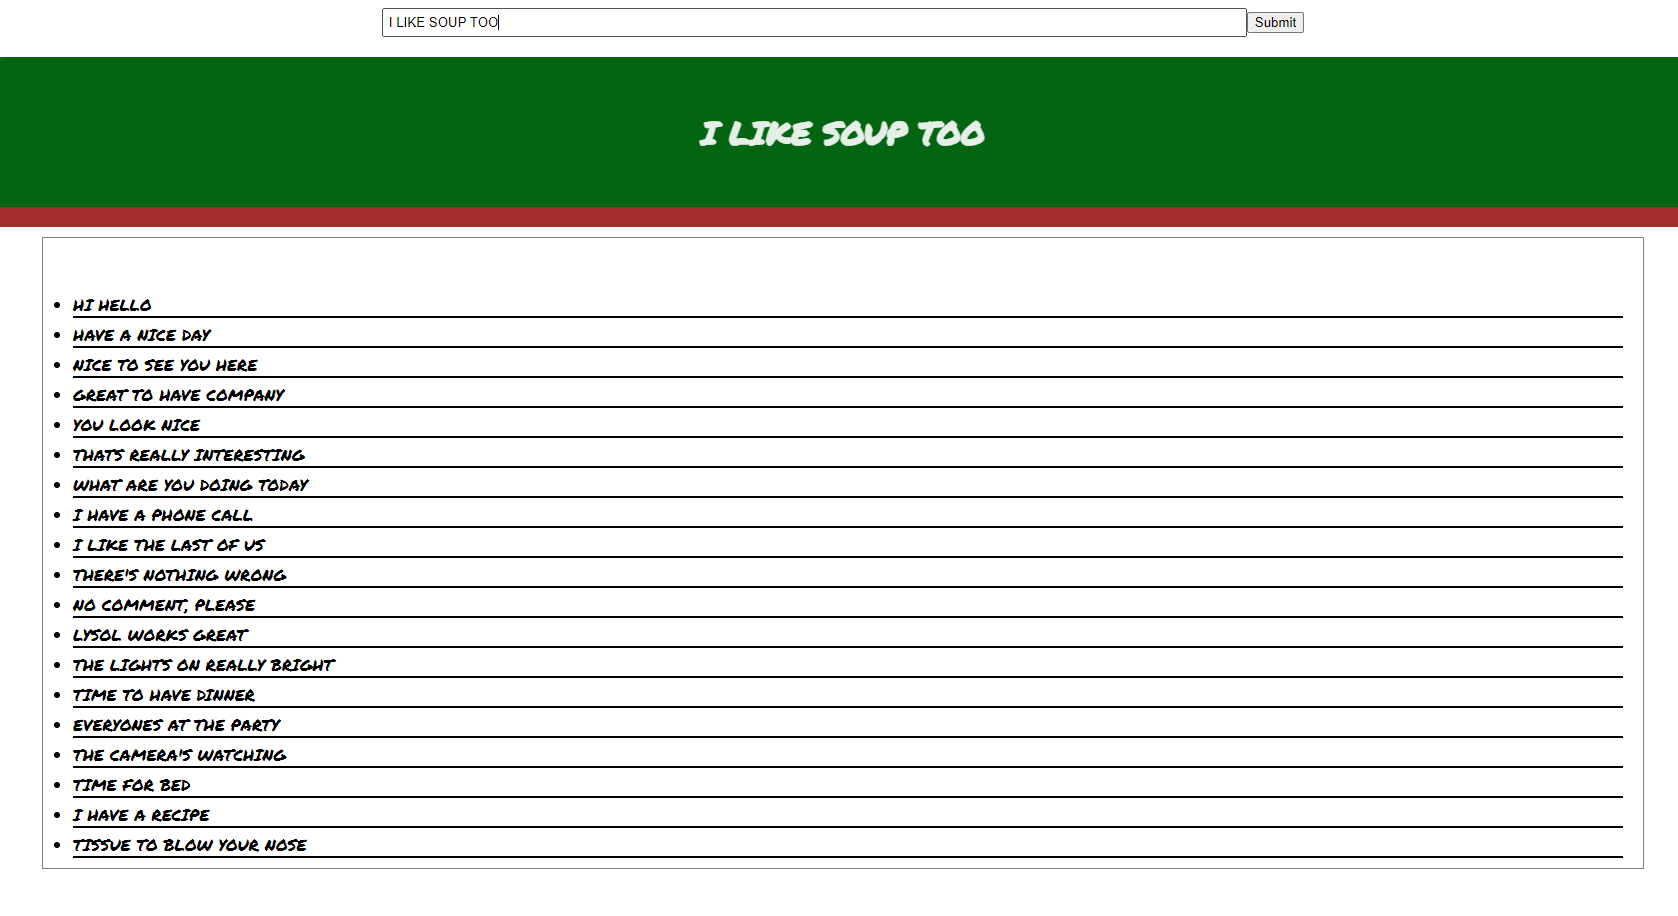 I LIKE SOUP TOO Submit
I LIKE SOUP TOO
HI HELLO
HAVE A NICE DAY
NICE TO SEE YOU HERE
GREAT TO HAVE COMPANY
YOU LOOK NICE
THATS REALLY INTERESTING
WHAT ARE YOU DOING TODAY
I HAVE A PHONE CALL
I LIKE THE LAST OF US
THERE'S NOTHING WRONG
NO COMMENT, PLEASE
LYSOL WORKS GREAT
THE LIGHTS ON REALLY BRIGHT
TIME TO HAVE DINNER
EVERYONES AT THE PARTY
THE CAMERA'S WATCHING
TIME FOR BED
I HAVE A RECIPE
TISSUE TO BLOW YOUR NOSE